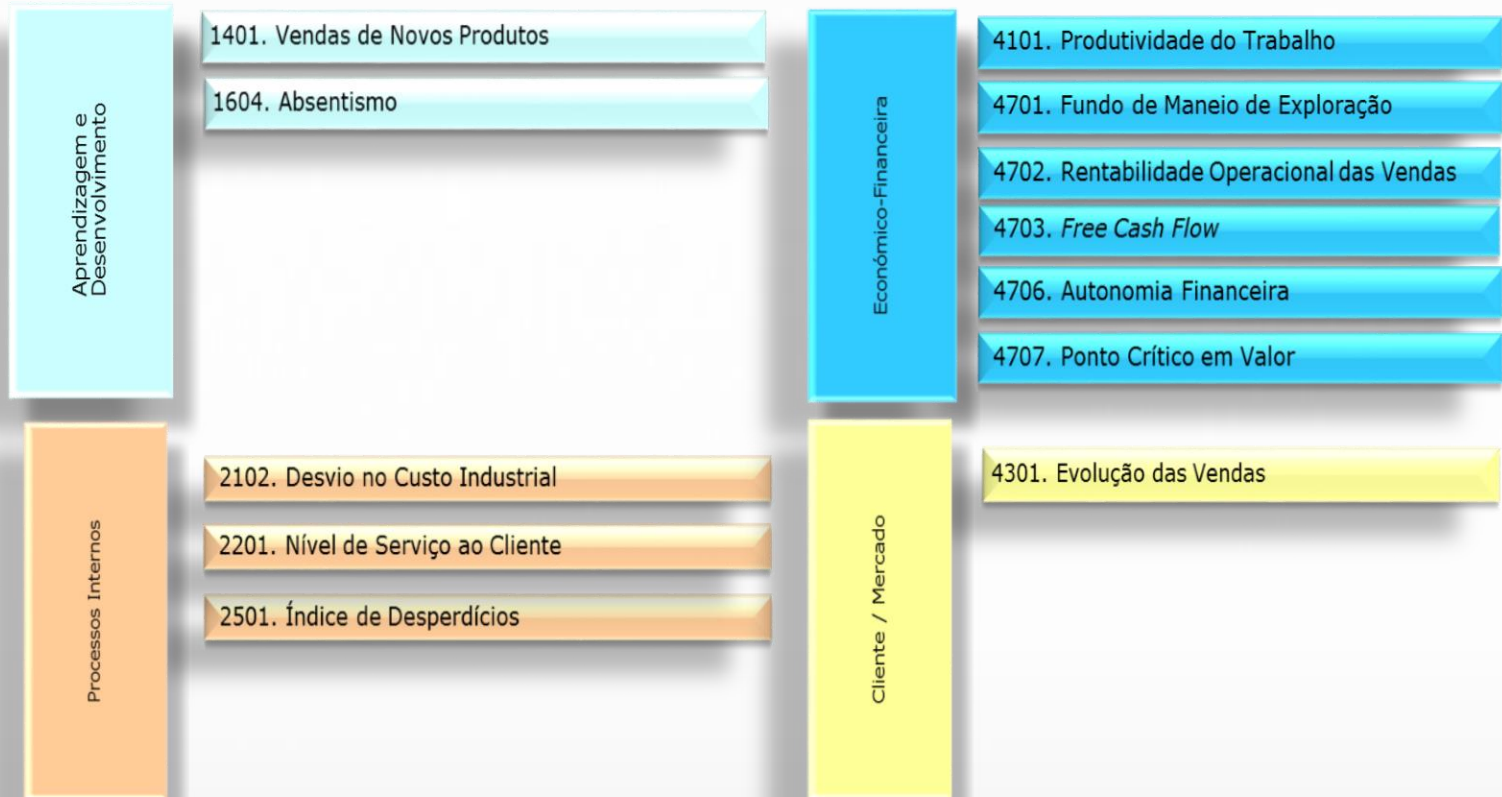 Aprendizagem e
Desenvolvimento
1401. Vendas de Novos Produtos
1604. Absentismo
Económico-Financeira
4101. Produtividade do Trabalho
4701. Fundo de Maneio de Exploração
4702. Rentabilidade Operacional das Vendas
4703. Free Cash Flow
4706. Autonomia Financeira
4707. Ponto Crítico em Valor
Processos Internos
2102. Desvio no Custo Industrial
2201. Nível de Serviço ao Cliente
2501. Índice de Desperdícios
Cliente / Mercado
4301. Evolução das Vendas